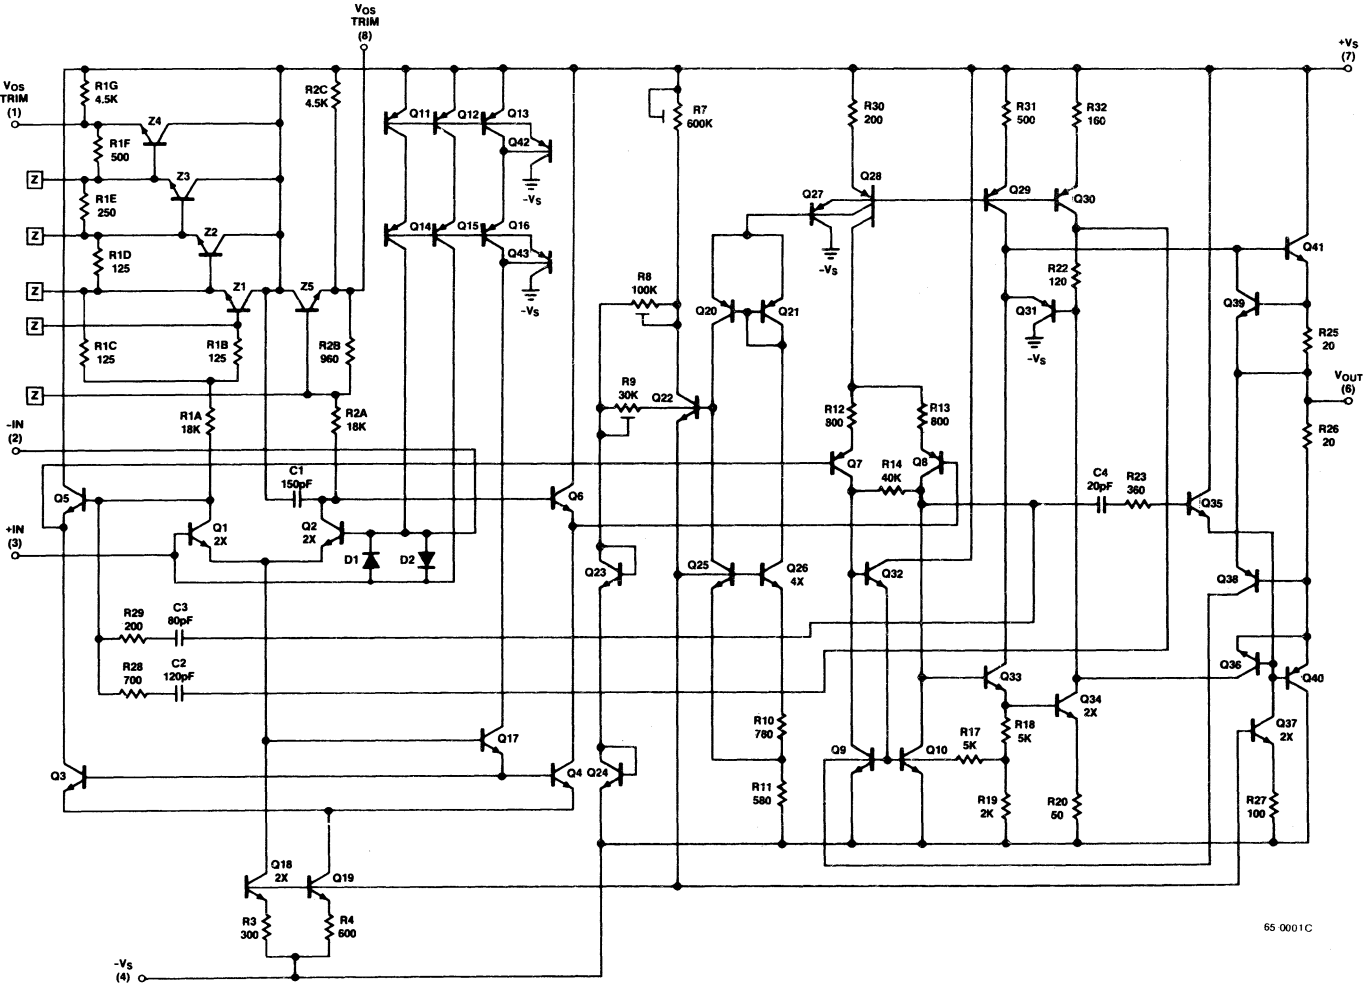 VOS
TRIM
(8)
+VS
(7)
VOS
TRIM
(1)
R1G
4.5K
R2C
4.5K
Z4
Q11
Q12
Q13
R7
600K
R30
200
R31
500
R32
160
R1F
500
Q42
Z
Z3
-VS
R1E
250
Q27
Q28
Q29
Q30
Z
Z2
Q14
Q15
Q16
Q43
-VS
Q41
R1D
125
R8
100K
R22
120
Z
Z1
Z5
-VS
Q20
Q21
Q31
Q39
Z
R1C
125
R1B
125
R2B
960
-VS
R25
20
Z
R9
30K
Q22
VOUT
(6)
R1A
18K
R2A
18K
R12
800
R13
800
R26
20
-IN
(2)
C1
150pF
Q7
R14
40K
Q8
C4
20pF
R23
360
Q5
Q6
Q35
+IN
(3)
Q1
2X
Q2
2X
D1
D2
Q23
Q25
Q26
4X
Q32
Q38
R29
200
C3
80pF
R28
700
C2
120pF
Q33
Q36
Q40
Q34
2X
Q17
R10
780
R18
5K
Q37
2X
Q3
Q4
Q24
Q9
Q10
R17
5K
R11
580
R19
2K
R20
50
R27
100
Q18
2X
Q19
R3
300
R4
600
65 0001C
-VS
(4)